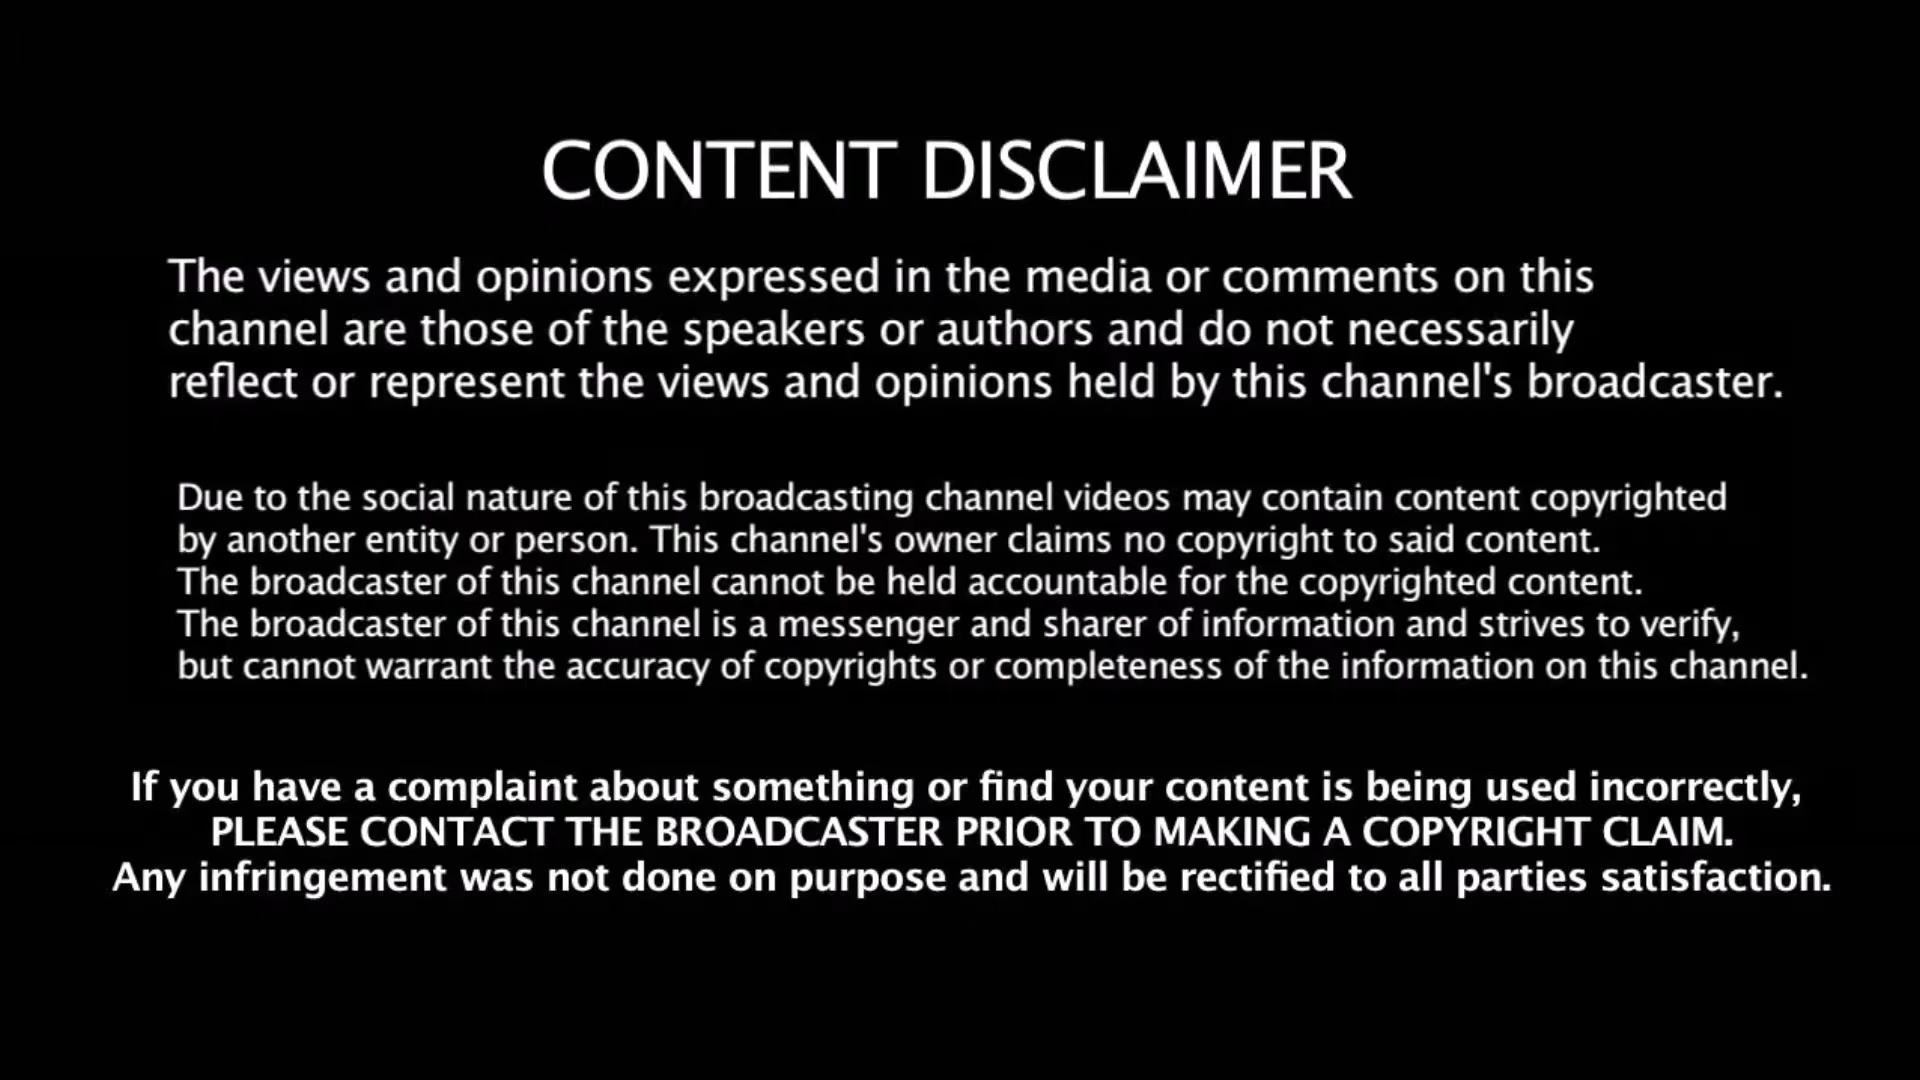 CONTENT DISCLAIMER
The views and opinions expressed in the media or comments on this
channel are those of the speakers or authors and do not necessarily
reflect or represent the views and opinions held by this channel's broadcaster.
Due to the social nature of this broadcasting channel videos may contain content copyrighted
by another entity or person. This channel's owner claims no copyright to said content.
The broadcaster of this channel cannot be held accountable for the copyrighted content.
The broadcaster of this channel is a messenger and sharer of information and strives to verify,
but cannot warrant the accuracy of copyrights or completeness of the information on this channel.
If you have a complaint about something or find your content is being used incorrectly,
PLEASE CONTACT THE BROADCASTER PRIOR TO MAKING A COPYRIGHT CLAIM.
Any infringement was not done on purpose and will be rectified to all parties satisfaction.